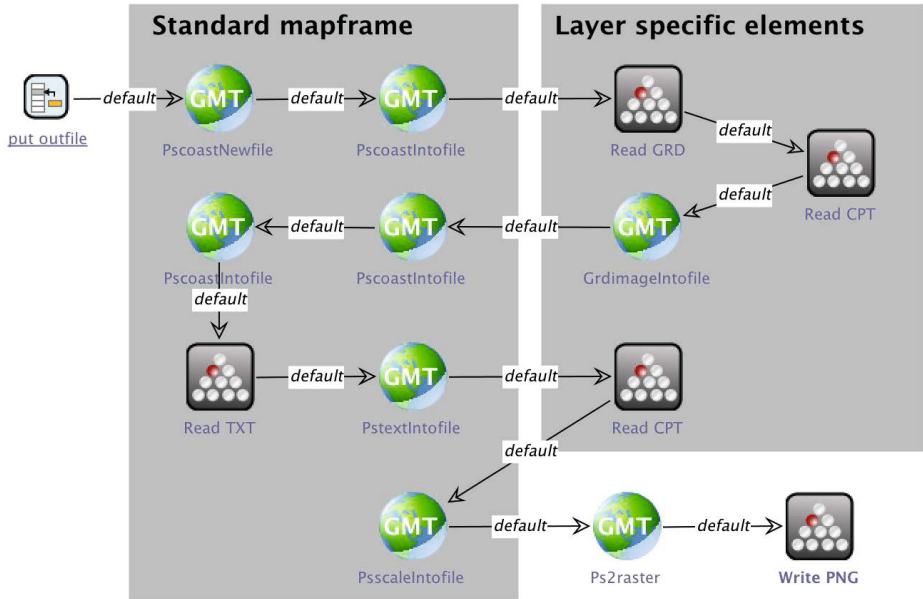 Standard mapframe
Layer specific elements
put outfile
default
GMT
PscoastNewfile
default
GMT
PscoastIntofile
default
Read GRD
default
Read CPT
default
GMT
GrdimageIntofile
default
GMT
PscoastIntofile
default
GMT
PscoastIntofile
default
Read TXT
default
GMT
PstextIntofile
default
Read CPT
default
GMT
PsscaleIntofile
default
GMT
Ps2raster
default
Write PNG